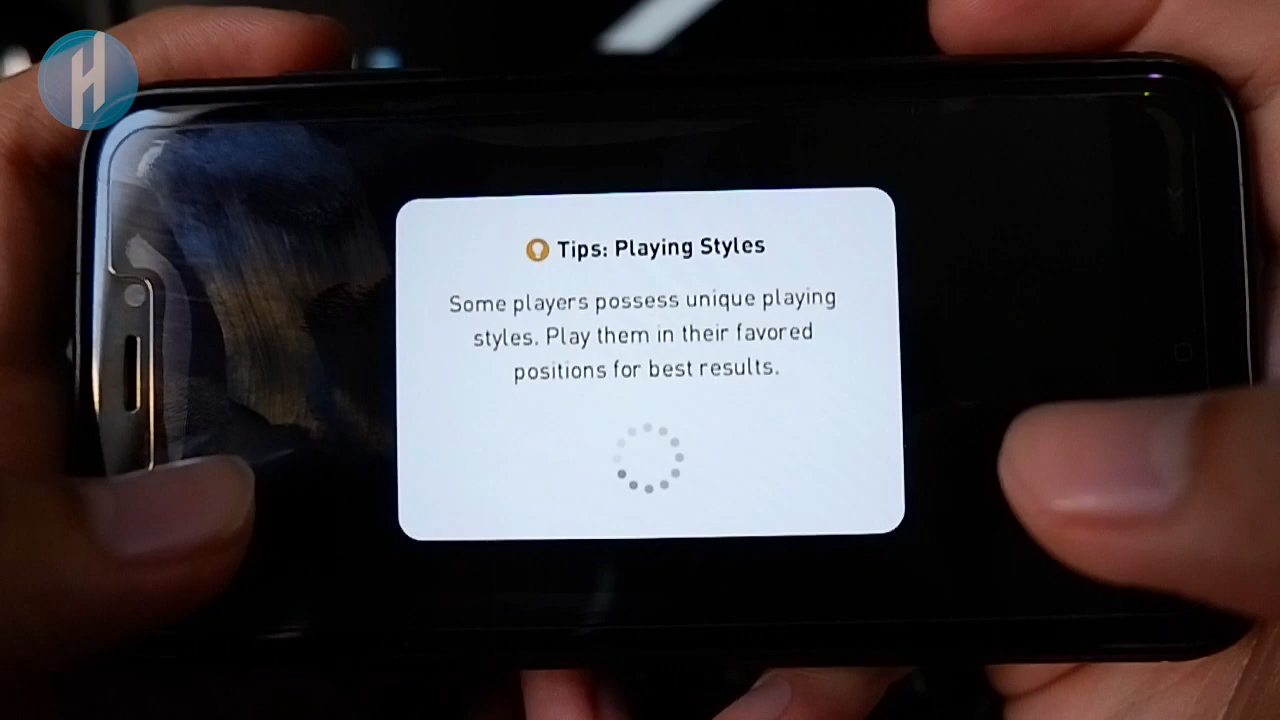 H
Tips: Playing Styles
Some players possess unique playing
styles. Play them in their favored
positions for best results.